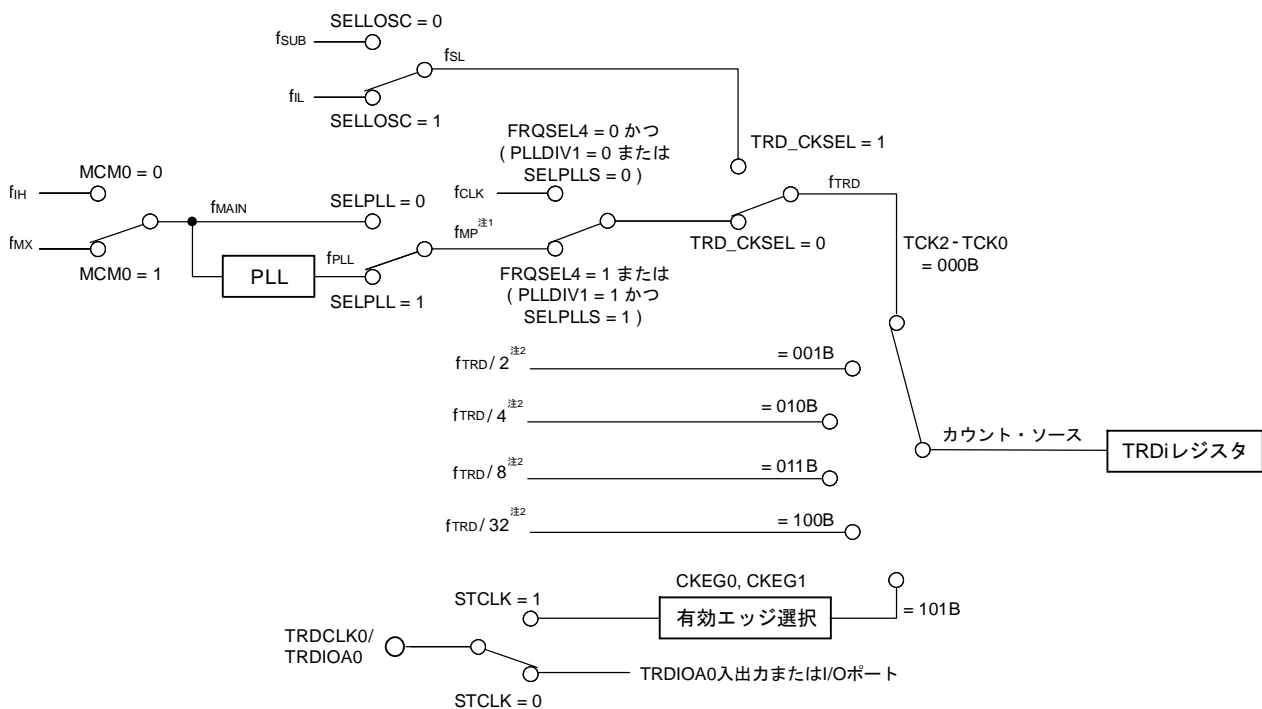 SELLOSC = 0
fSUB
fSL
fIL
SELLOSC = 1
FRQSEL4 = 0 かつ
( PLLDIV1 = 0 または
SELPLLS = 0 )
TRD_CKSEL = 1
MCM0 = 0
fIH
fCLK
fTRD
SELPLL = 0
fMAIN
fMX
fMP注1
TRD_CKSEL = 0
TCK2 - TCK0
= 000B
MCM0 = 1
PLL
fPLL
SELPLL = 1
FRQSEL4 = 1 または
( PLLDIV1 = 1 かつ
SELPLLS = 1 )
fTRD / 2注2
= 001B
fTRD / 4注2
= 010B
カウント・ソース
TRDiレジスタ
fTRD / 8注2
= 011B
fTRD / 32注2
= 100B
CKEG0, CKEG1
STCLK = 1
有効エッジ選択
= 101B
TRDCLK0/
TRDIOA0
TRDIOA0入出力またはI/Oポート
STCLK = 0